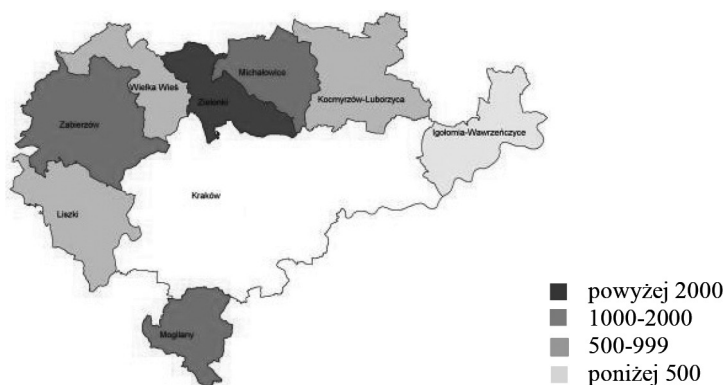 Michałowice
Wielka Wieś
Zielonki
Kocmyrzów-Luborzyca
Zabierzów
Igołomia-Wawrzeńczyce
Kraków
Liszki
Mogilany
powyżej 2000
1000-2000
500-999
poniżej 500